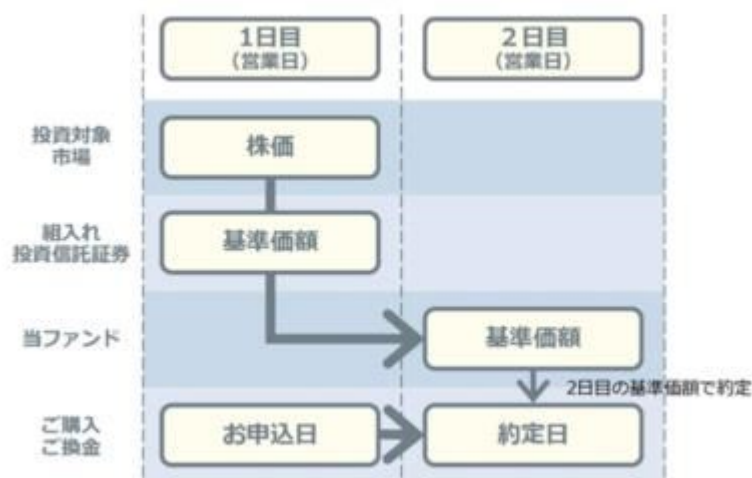 1日目
(営業日)
2日目
(営業日)
投資対象
市場
株価
組入れ
投資信託証券
基準価額
当ファンド
基準価額
2日目の基準価額で約定
ご購入
ご換金
お申込日
約定日